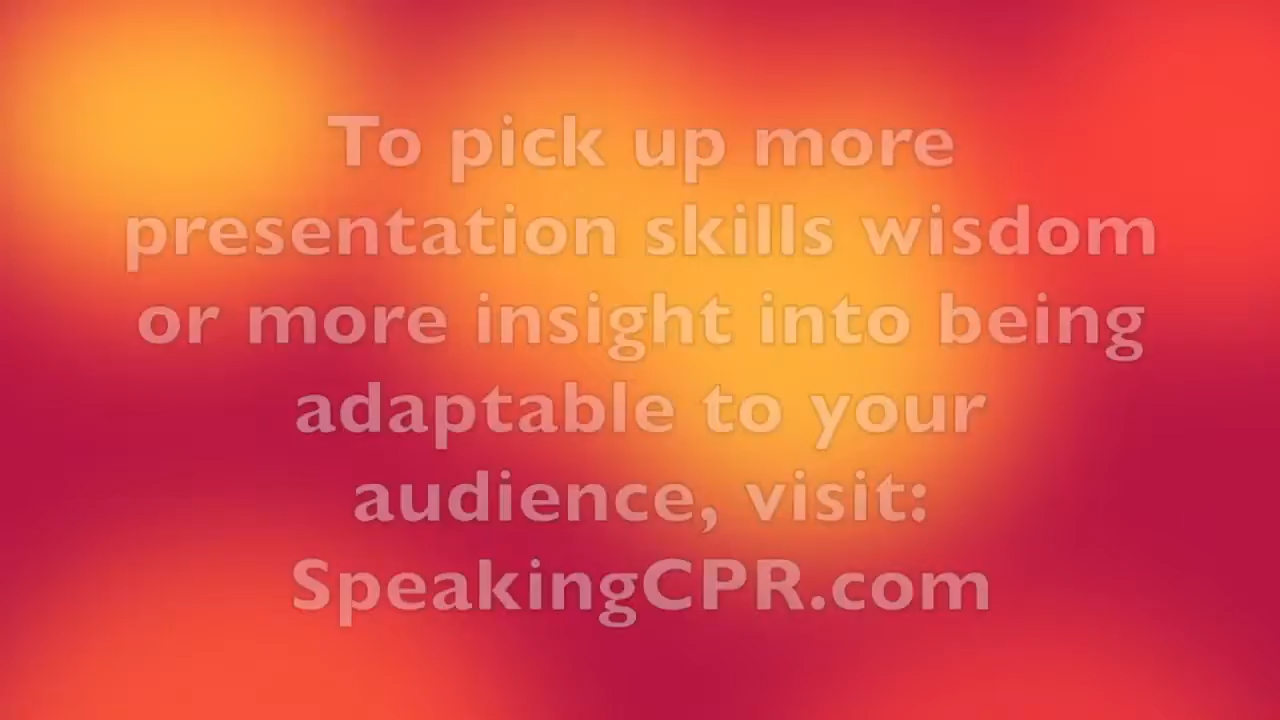 To pick up more
presentation skills wisdom
or more insight into being
adaptable to your
audience, visit:
SpeakingCPR.com